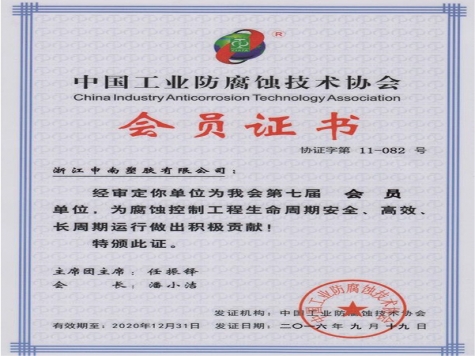 ®
中国工业防腐蚀技术协会
China Industry Anticorrosion Technology Association
会员证书
协证字第 11-082 号
浙江申南塑胶有限公司：
经审定你单位为我会第七届 会 员
单位，为腐蚀控制工程生命周期安全、高效、
长周期运行做出积极贡献！
特颁此证。
主席团主席：任振铎
会 长：潘小洁
发证机构：中国工业防腐蚀技术协会
有效期至：2020年12月31日 发证日期：二〇一六年九月十九日